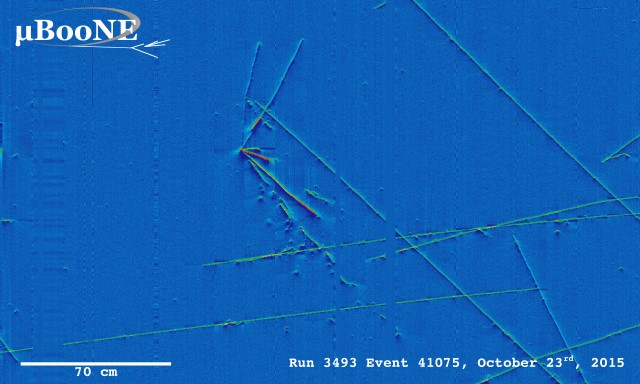 µBooNE
70 cm
Run 3493 Event 41075, October 23rd, 2015